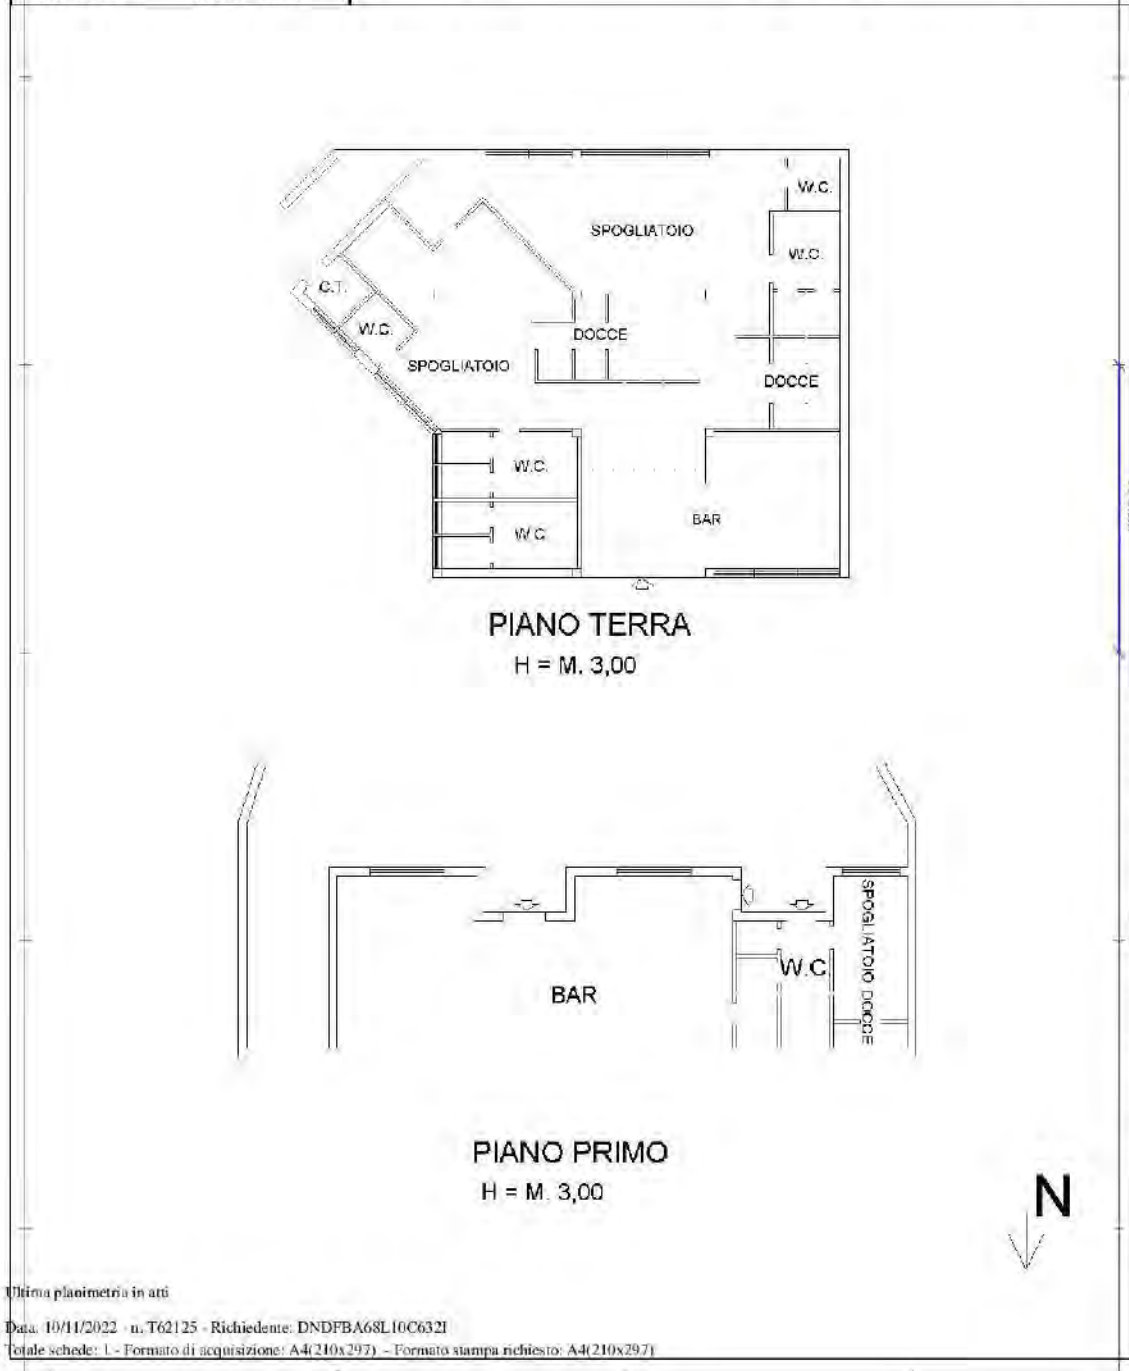 W.C.
SPOGLIATOIO
W.C.
C.T.
W.C.
DOCCE
SPOGLIATOIO
DOCCE
W.C.
BAR
W.C.
PIANO TERRA
H = M. 3,00
SPOGLIATOIO DOCCE
W.C.
BAR
PIANO PRIMO
H = M. 3,00
N
Ultima planimetria in atti
Data: 10/11/2022 - n. T62125 - Richiedente: DNDFBA68L10C632I
Totale schede: 1 - Formato di acquisizione: A4(210x297) - Formato stampa richiesto: A4(210x297)